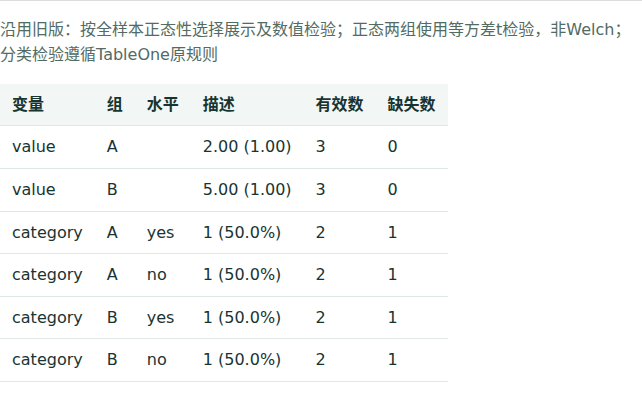 沿用旧版：按全样本正态性选择展示及数值检验；正态两组使用等方差t检验，非Welch；
分类检验遵循TableOne原规则
变量 组 水平 描述 有效数 缺失数
value A 2.00 (1.00) 3 0
value B 5.00 (1.00) 3 0
category A yes 1 (50.0%) 2 1
category A no 1 (50.0%) 2 1
category B yes 1 (50.0%) 2 1
category B no 1 (50.0%) 2 1